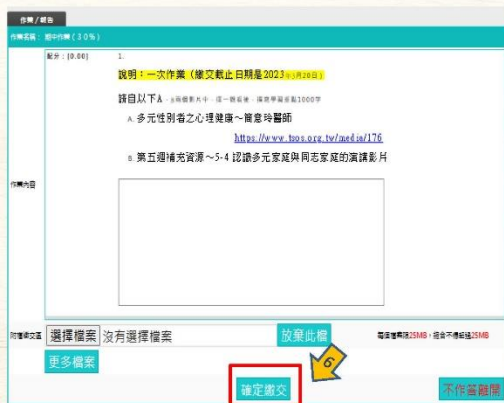 作業/報告
作業名稱： 期中作業（30%）
配分：[0.00] 1.
說明：一次作業（繳交截止日期是2023年5月28日）
請自以下A、B兩個影片中，擇一觀看後，撰寫學習重點1000字
A. 多元性別者之心理健康～簡意玲醫師
https://www.tsos.org.tw/media/176
B. 第五週補充資源～5-4 認識多元家庭與同志家庭的演講影片
作業內容
附檔繳交區 選擇檔案 沒有選擇檔案 放棄此檔 每個檔案限25MB，組合不得超過25MB
更多檔案
6
確定繳交 不作答離開